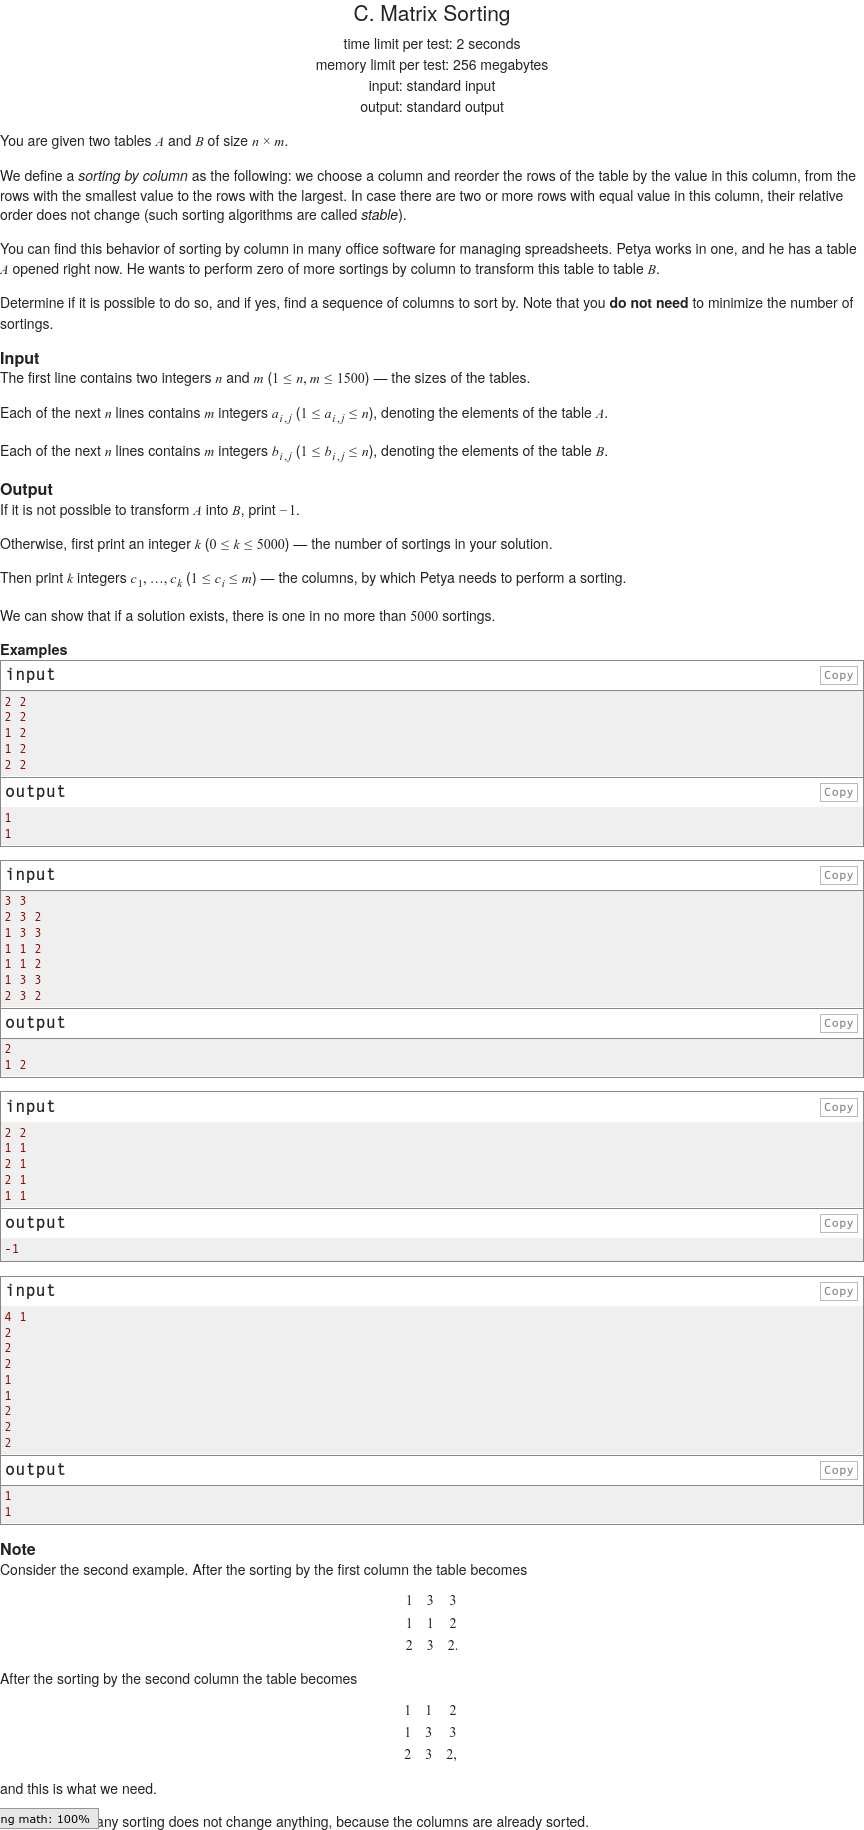 C. Matrix Sorting
time limit per test: 2 seconds
memory limit per test: 256 megabytes
input: standard input
output: standard output
You are given two tables A and B of size n × m.
We define a sorting by column as the following: we choose a column and reorder the rows of the table by the value in this column, from the
rows with the smallest value to the rows with the largest. In case there are two or more rows with equal value in this column, their relative
order does not change (such sorting algorithms are called stable).
You can find this behavior of sorting by column in many office software for managing spreadsheets. Petya works in one, and he has a table
A opened right now. He wants to perform zero of more sortings by column to transform this table to table B.
Determine if it is possible to do so, and if yes, find a sequence of columns to sort by. Note that you do not need to minimize the number of
sortings.
Input
The first line contains two integers n and m (1 ≤ n, m ≤ 1500) — the sizes of the tables.
Each of the next n lines contains m integers a_{i,j} (1 ≤ a_{i,j} ≤ n), denoting the elements of the table A.
Each of the next n lines contains m integers b_{i,j} (1 ≤ b_{i,j} ≤ n), denoting the elements of the table B.
Output
If it is not possible to transform A into B, print −1.
Otherwise, first print an integer k (0 ≤ k ≤ 5000) — the number of sortings in your solution.
Then print k integers c_1, …, c_k (1 ≤ c_i ≤ m) — the columns, by which Petya needs to perform a sorting.
We can show that if a solution exists, there is one in no more than 5000 sortings.
Examples
input Copy
2 2
2 2
1 2
1 2
2 2
output Copy
1
1
input Copy
3 3
2 3 2
1 3 3
1 1 2
1 1 2
1 3 3
2 3 2
output Copy
2
1 2
input Copy
2 2
1 1
2 1
2 1
1 1
output Copy
-1
input Copy
4 1
2
2
2
1
1
2
2
2
output Copy
1
1
Note
Consider the second example. After the sorting by the first column the table becomes
1 3 3
1 1 2
2 3 2.
After the sorting by the second column the table becomes
1 1 2
1 3 3
2 3 2,
and this is what we need.
ng math: 100% any sorting does not change anything, because the columns are already sorted.